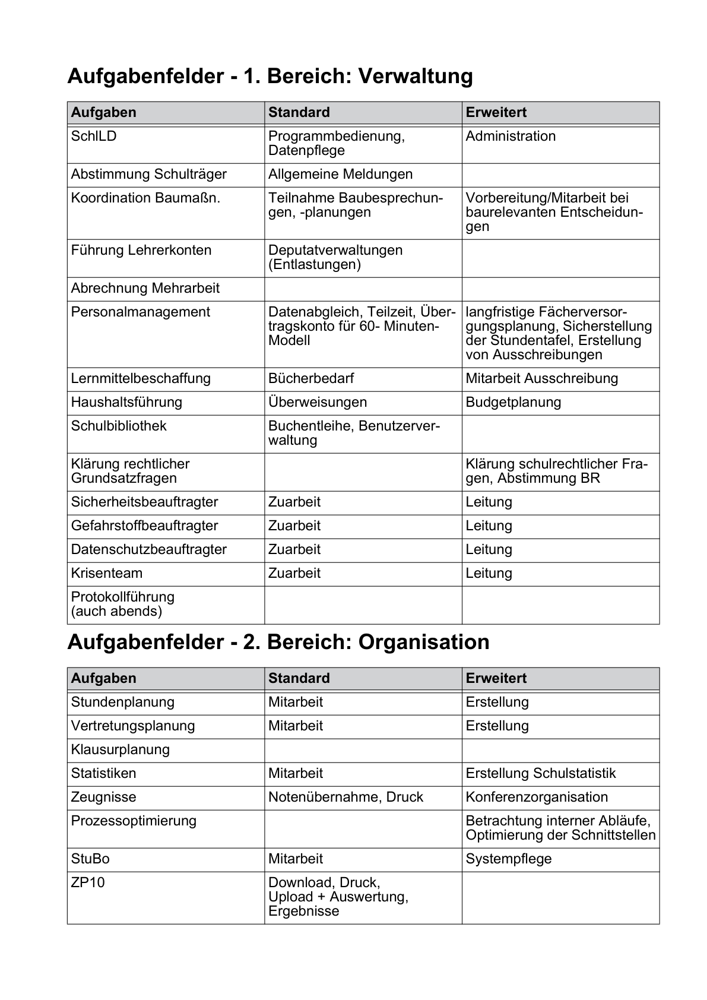 Aufgabenfelder - 1. Bereich: Verwaltung
Aufgaben Standard Erweitert
SchlLD Programmbedienung, Administration
Datenpflege
Abstimmung Schulträger Allgemeine Meldungen
Koordination Baumaßn. Teilnahme Baubesprechun- Vorbereitung/Mitarbeit bei
gen, -planungen baurelevanten Entscheidun-
gen
Führung Lehrerkonten Deputatverwaltungen
(Entlastungen)
Abrechnung Mehrarbeit
Personalmanagement Datenabgleich, Teilzeit, Über- langfristige Fächerversor-
tragskonto für 60- Minuten- gungsplanung, Sicherstellung
Modell der Stundentafel, Erstellung
von Ausschreibungen
Lernmittelbeschaffung Bücherbedarf Mitarbeit Ausschreibung
Haushaltsführung Überweisungen Budgetplanung
Schulbibliothek Buchentleihe, Benutzerver-
waltung
Klärung rechtlicher Klärung schulrechtlicher Fra-
Grundsatzfragen gen, Abstimmung BR
Sicherheitsbeauftragter Zuarbeit Leitung
Gefahrstoffbeauftragter Zuarbeit Leitung
Datenschutzbeauftragter Zuarbeit Leitung
Krisenteam Zuarbeit Leitung
Protokollführung
(auch abends)
Aufgabenfelder - 2. Bereich: Organisation
Aufgaben Standard Erweitert
Stundenplanung Mitarbeit Erstellung
Vertretungsplanung Mitarbeit Erstellung
Klausurplanung
Statistiken Mitarbeit Erstellung Schulstatistik
Zeugnisse Notenübernahme, Druck Konferenzorganisation
Prozessoptimierung Betrachtung interner Abläufe,
Optimierung der Schnittstellen
StuBo Mitarbeit Systempflege
ZP10 Download, Druck,
Upload + Auswertung,
Ergebnisse